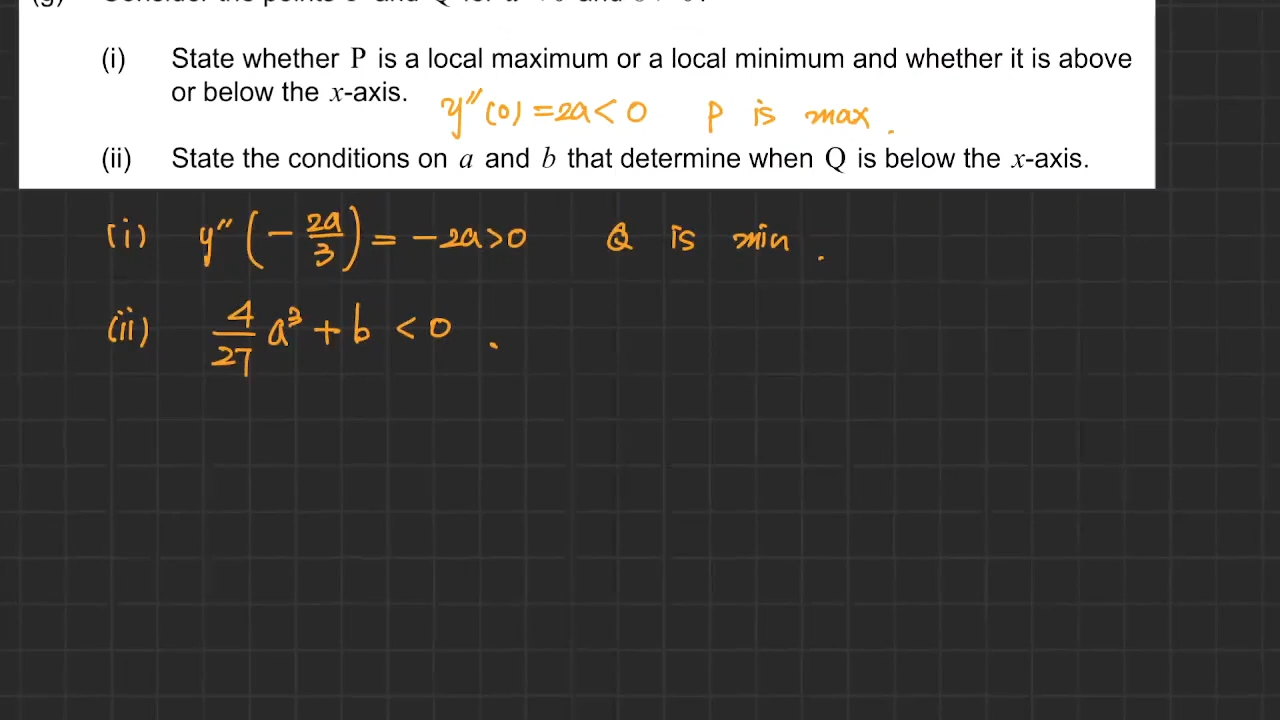 (i) State whether P is a local maximum or a local minimum and whether it is above
or below the x-axis.
y''(0) = 2a < 0 P is max.
(ii) State the conditions on a and b that determine when Q is below the x-axis.
(i) y''(-2a/3) = -2a > 0 Q is min.
(ii) 4/27 a³ + b < 0.